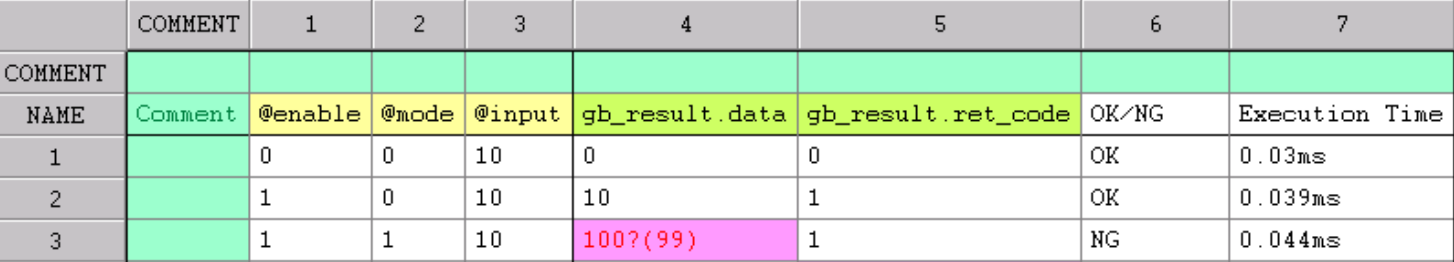 COMMENT 1 2 3 4 5 6 7
COMMENT
NAME Comment @enable @mode @input gb_result.data gb_result.ret_code OK/NG Execution Time
1 0 0 10 0 0 OK 0.03ms
2 1 0 10 10 1 OK 0.039ms
3 1 1 10 100?(99) 1 NG 0.044ms